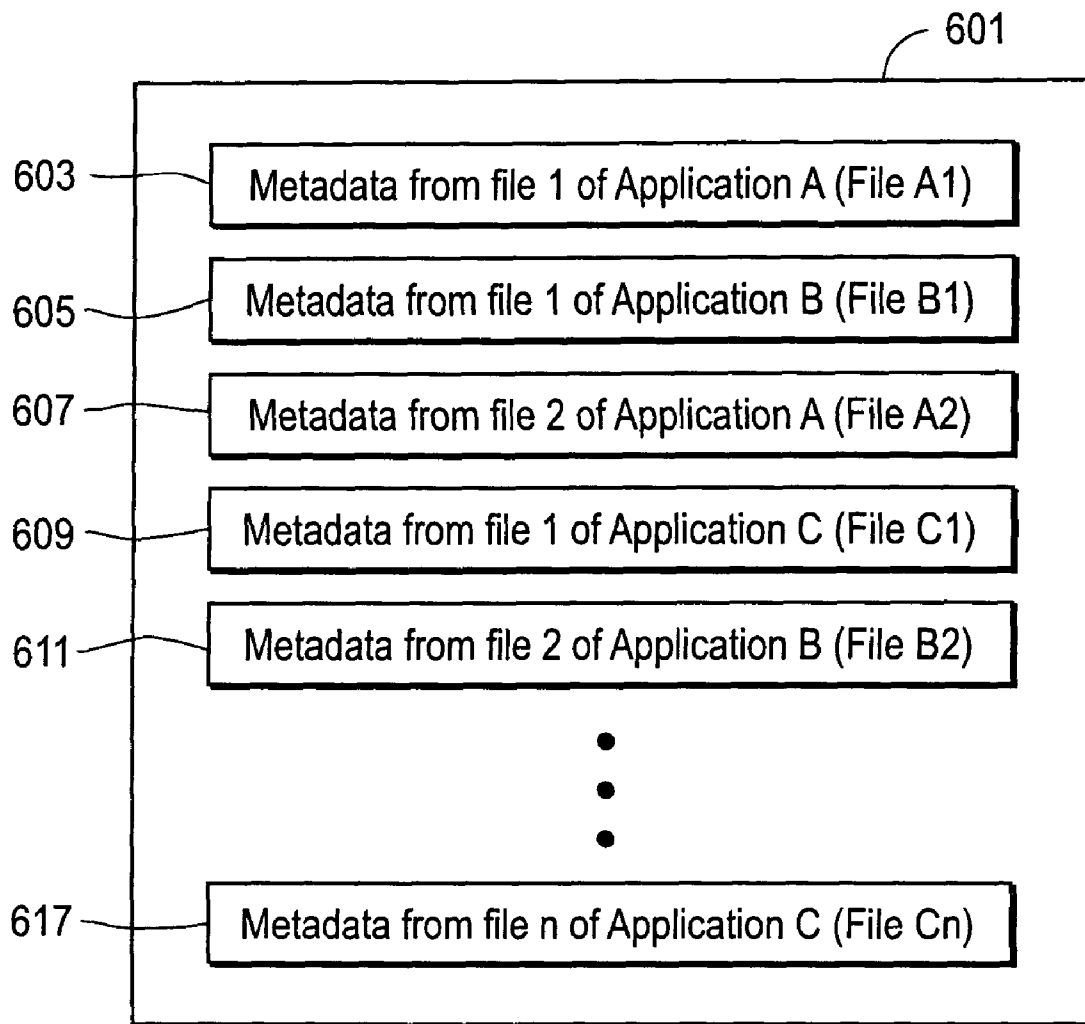 601
603 Metadata from file 1 of Application A (File A1)
605 Metadata from file 1 of Application B (File B1)
607 Metadata from file 2 of Application A (File A2)
609 Metadata from file 1 of Application C (File C1)
611 Metadata from file 2 of Application B (File B2)
617 Metadata from file n of Application C (File Cn)